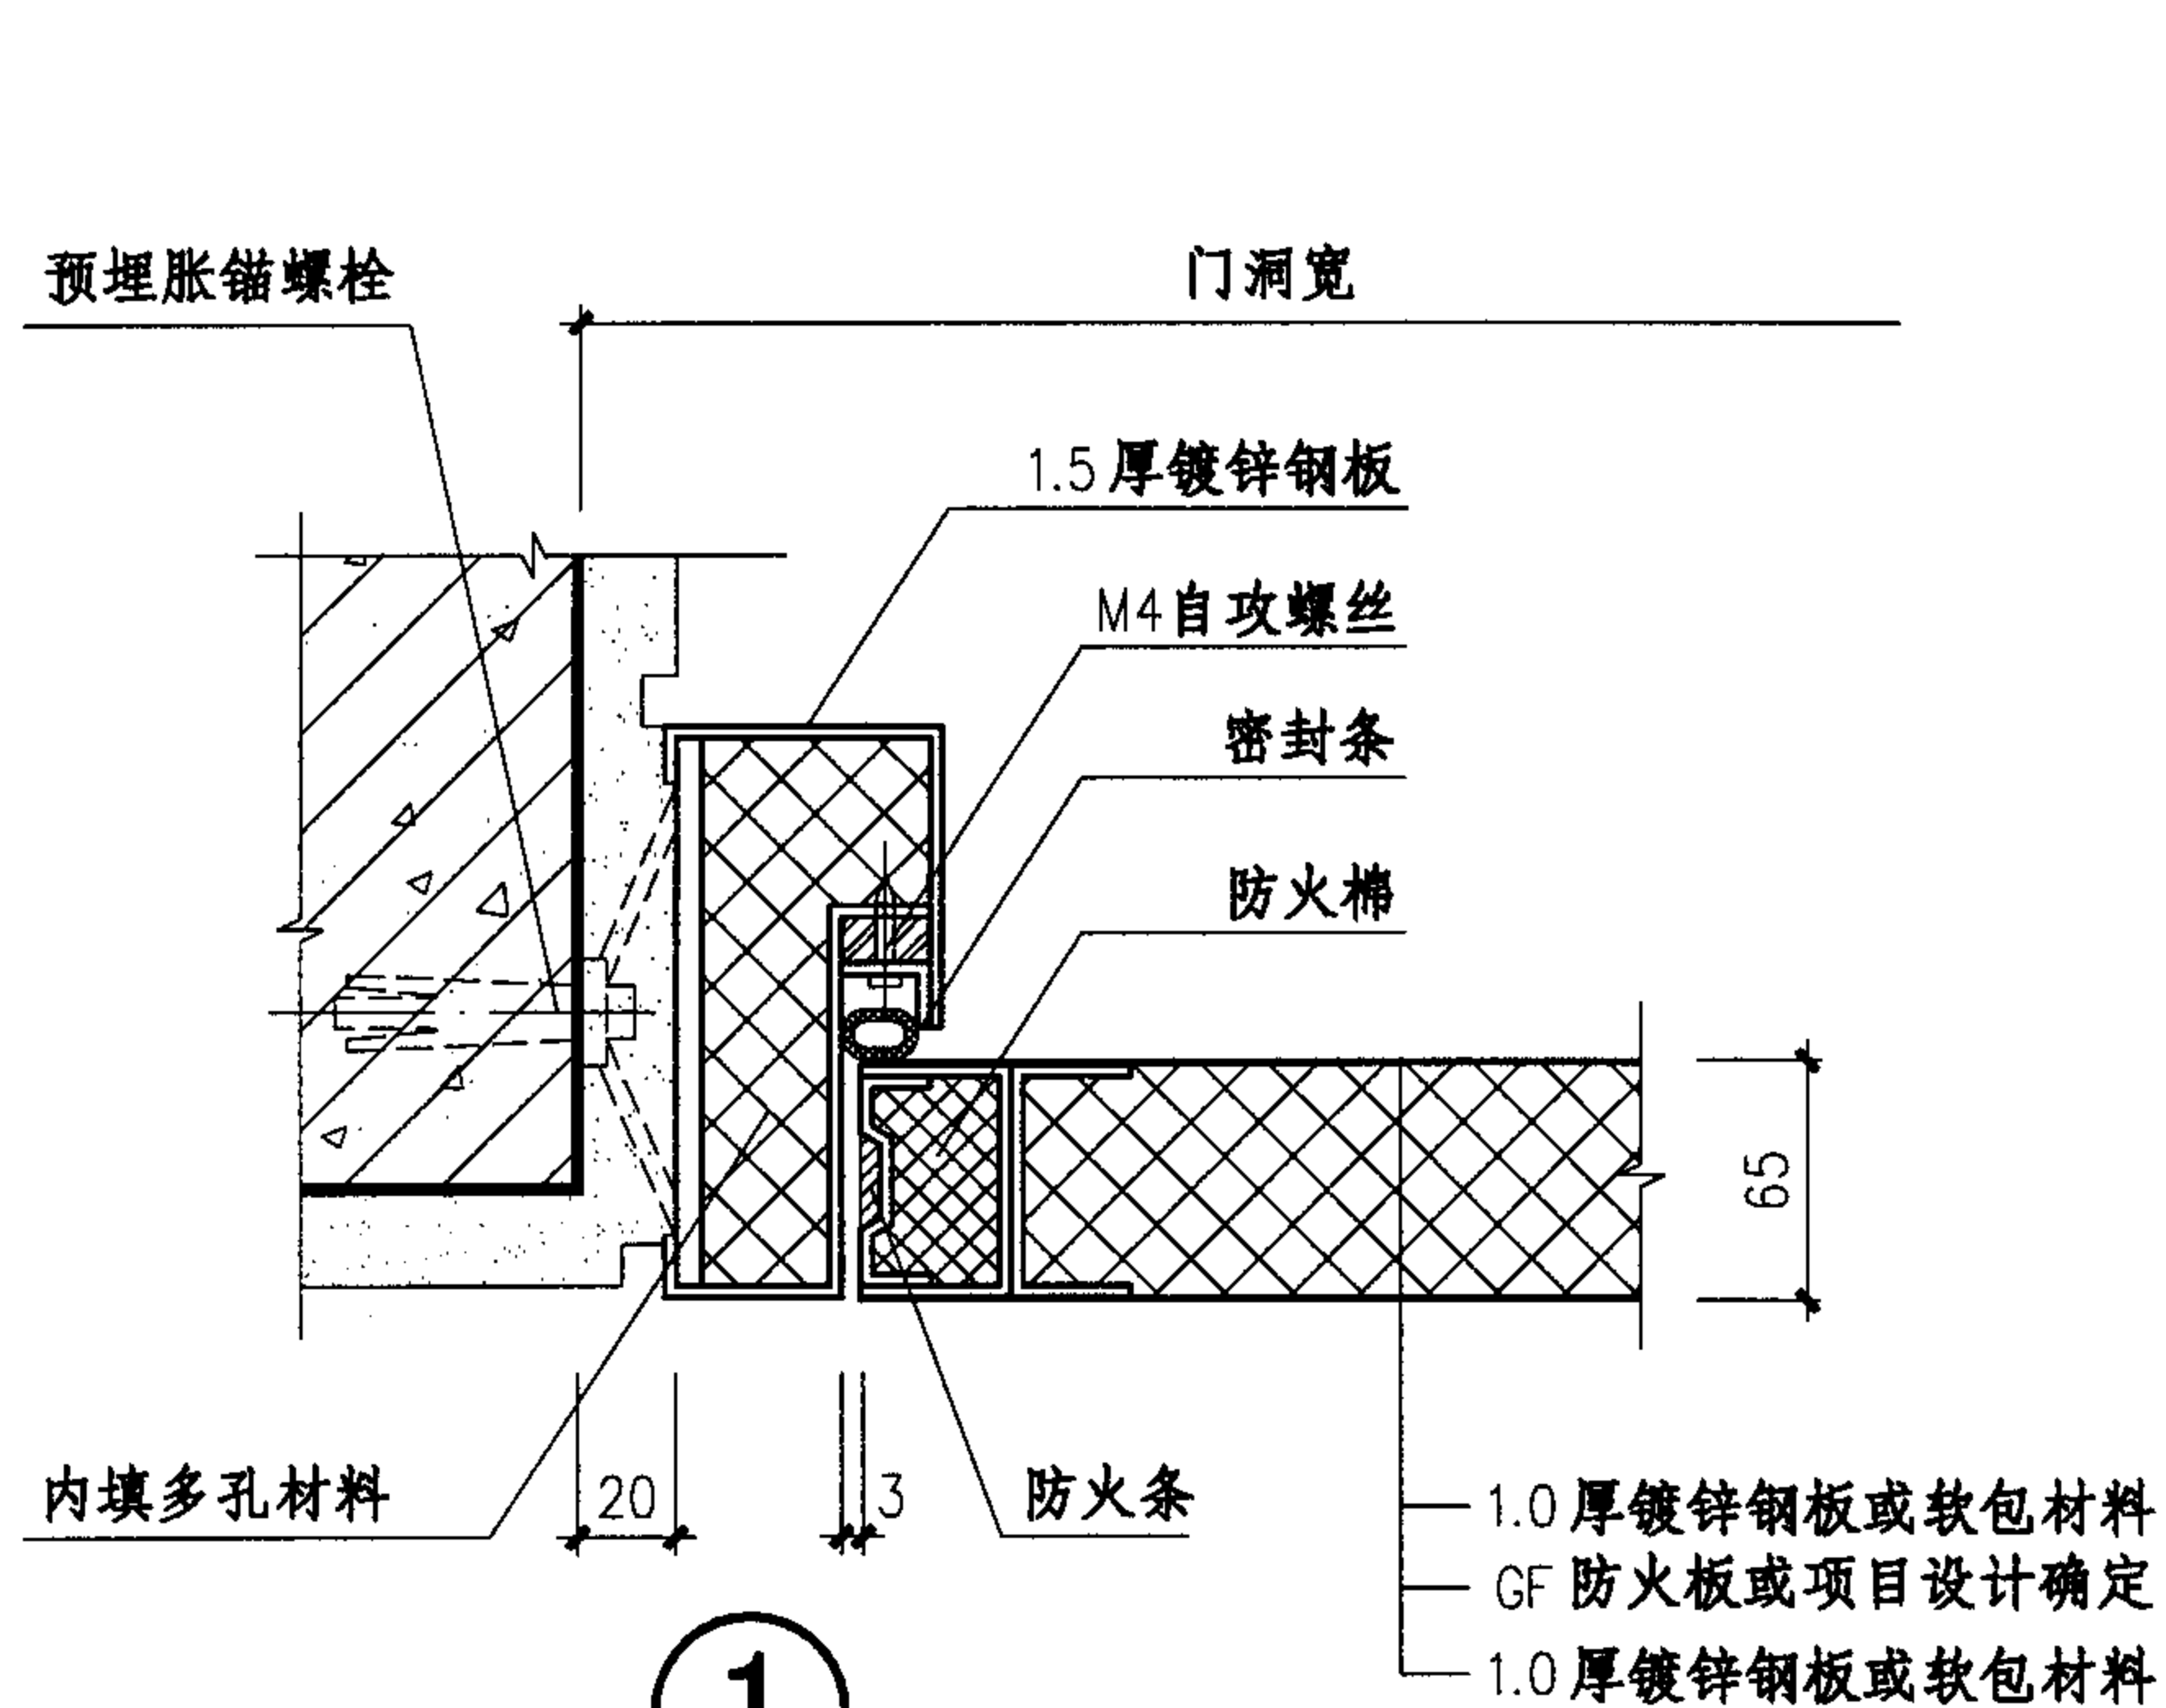 预埋胀锚螺栓
门洞宽
1.5厚镀锌钢板
M4自攻螺丝
密封条
防火棉
65
内填多孔材料
20
3
防火条
1.0厚镀锌钢板或软包材料
GF防火板或项目设计确定
1.0厚镀锌钢板或软包材料
1